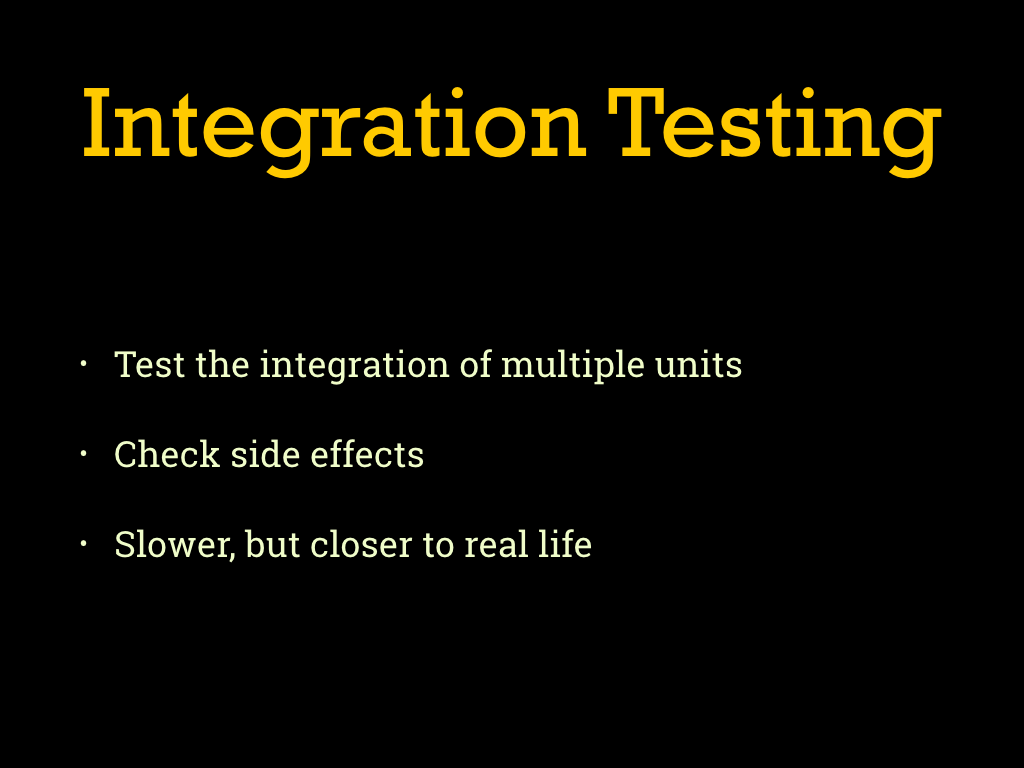 Integration Testing
• Test the integration of multiple units
• Check side effects
• Slower, but closer to real life